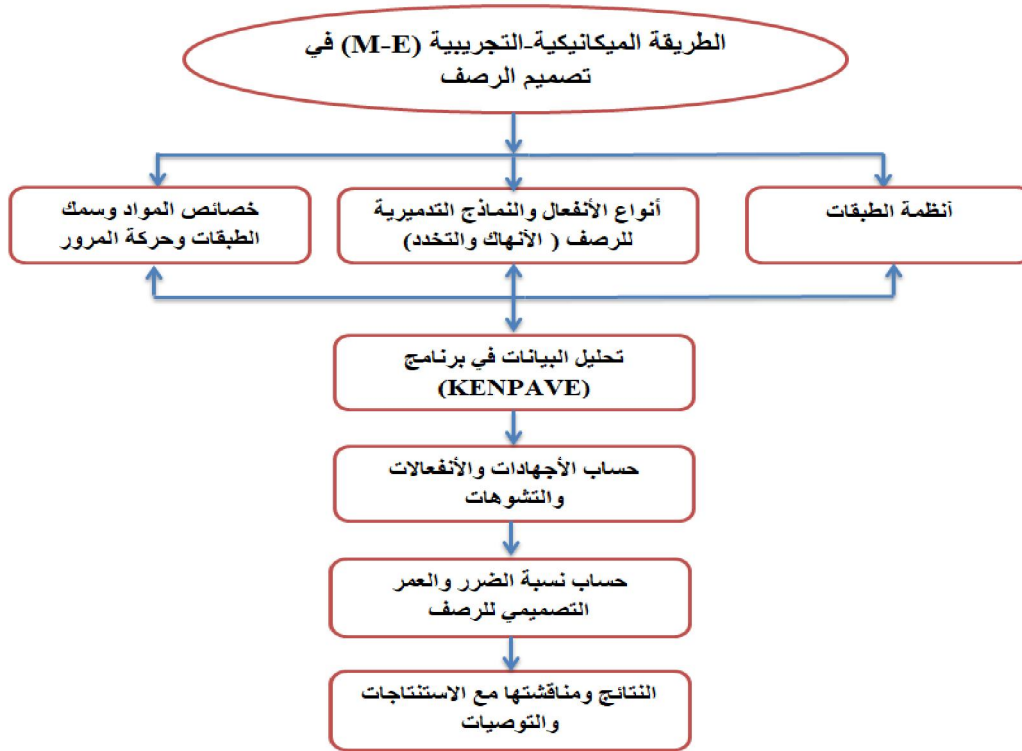 الطريقة الميكانيكية-التجريبية (M-E) في
تصميم الرصف
أنظمة الطبقات
أنواع الأنفعال والنماذج التدميرية
للرصف ( الأنهاك والتخدد)
خصائص المواد وسمك
الطبقات وحركة المرور
تحليل البيانات في برنامج
(KENPAVE)
حساب الأجهادات والأنفعالات
والتشوهات
حساب نسبة الضرر والعمر
التصميمي للرصف
النتائج ومناقشتها مع الاستنتاجات
والتوصيات